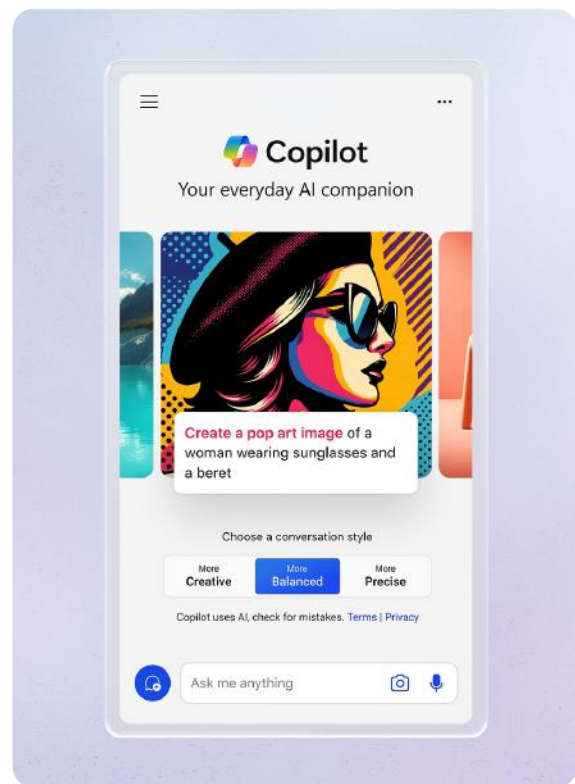 Copilot
Your everyday AI companion
Create a pop art image of a
woman wearing sunglasses and
a beret
Choose a conversation style
More
Creative
More
Balanced
More
Precise
Copilot uses AI, check for mistakes. Terms | Privacy
Ask me anything